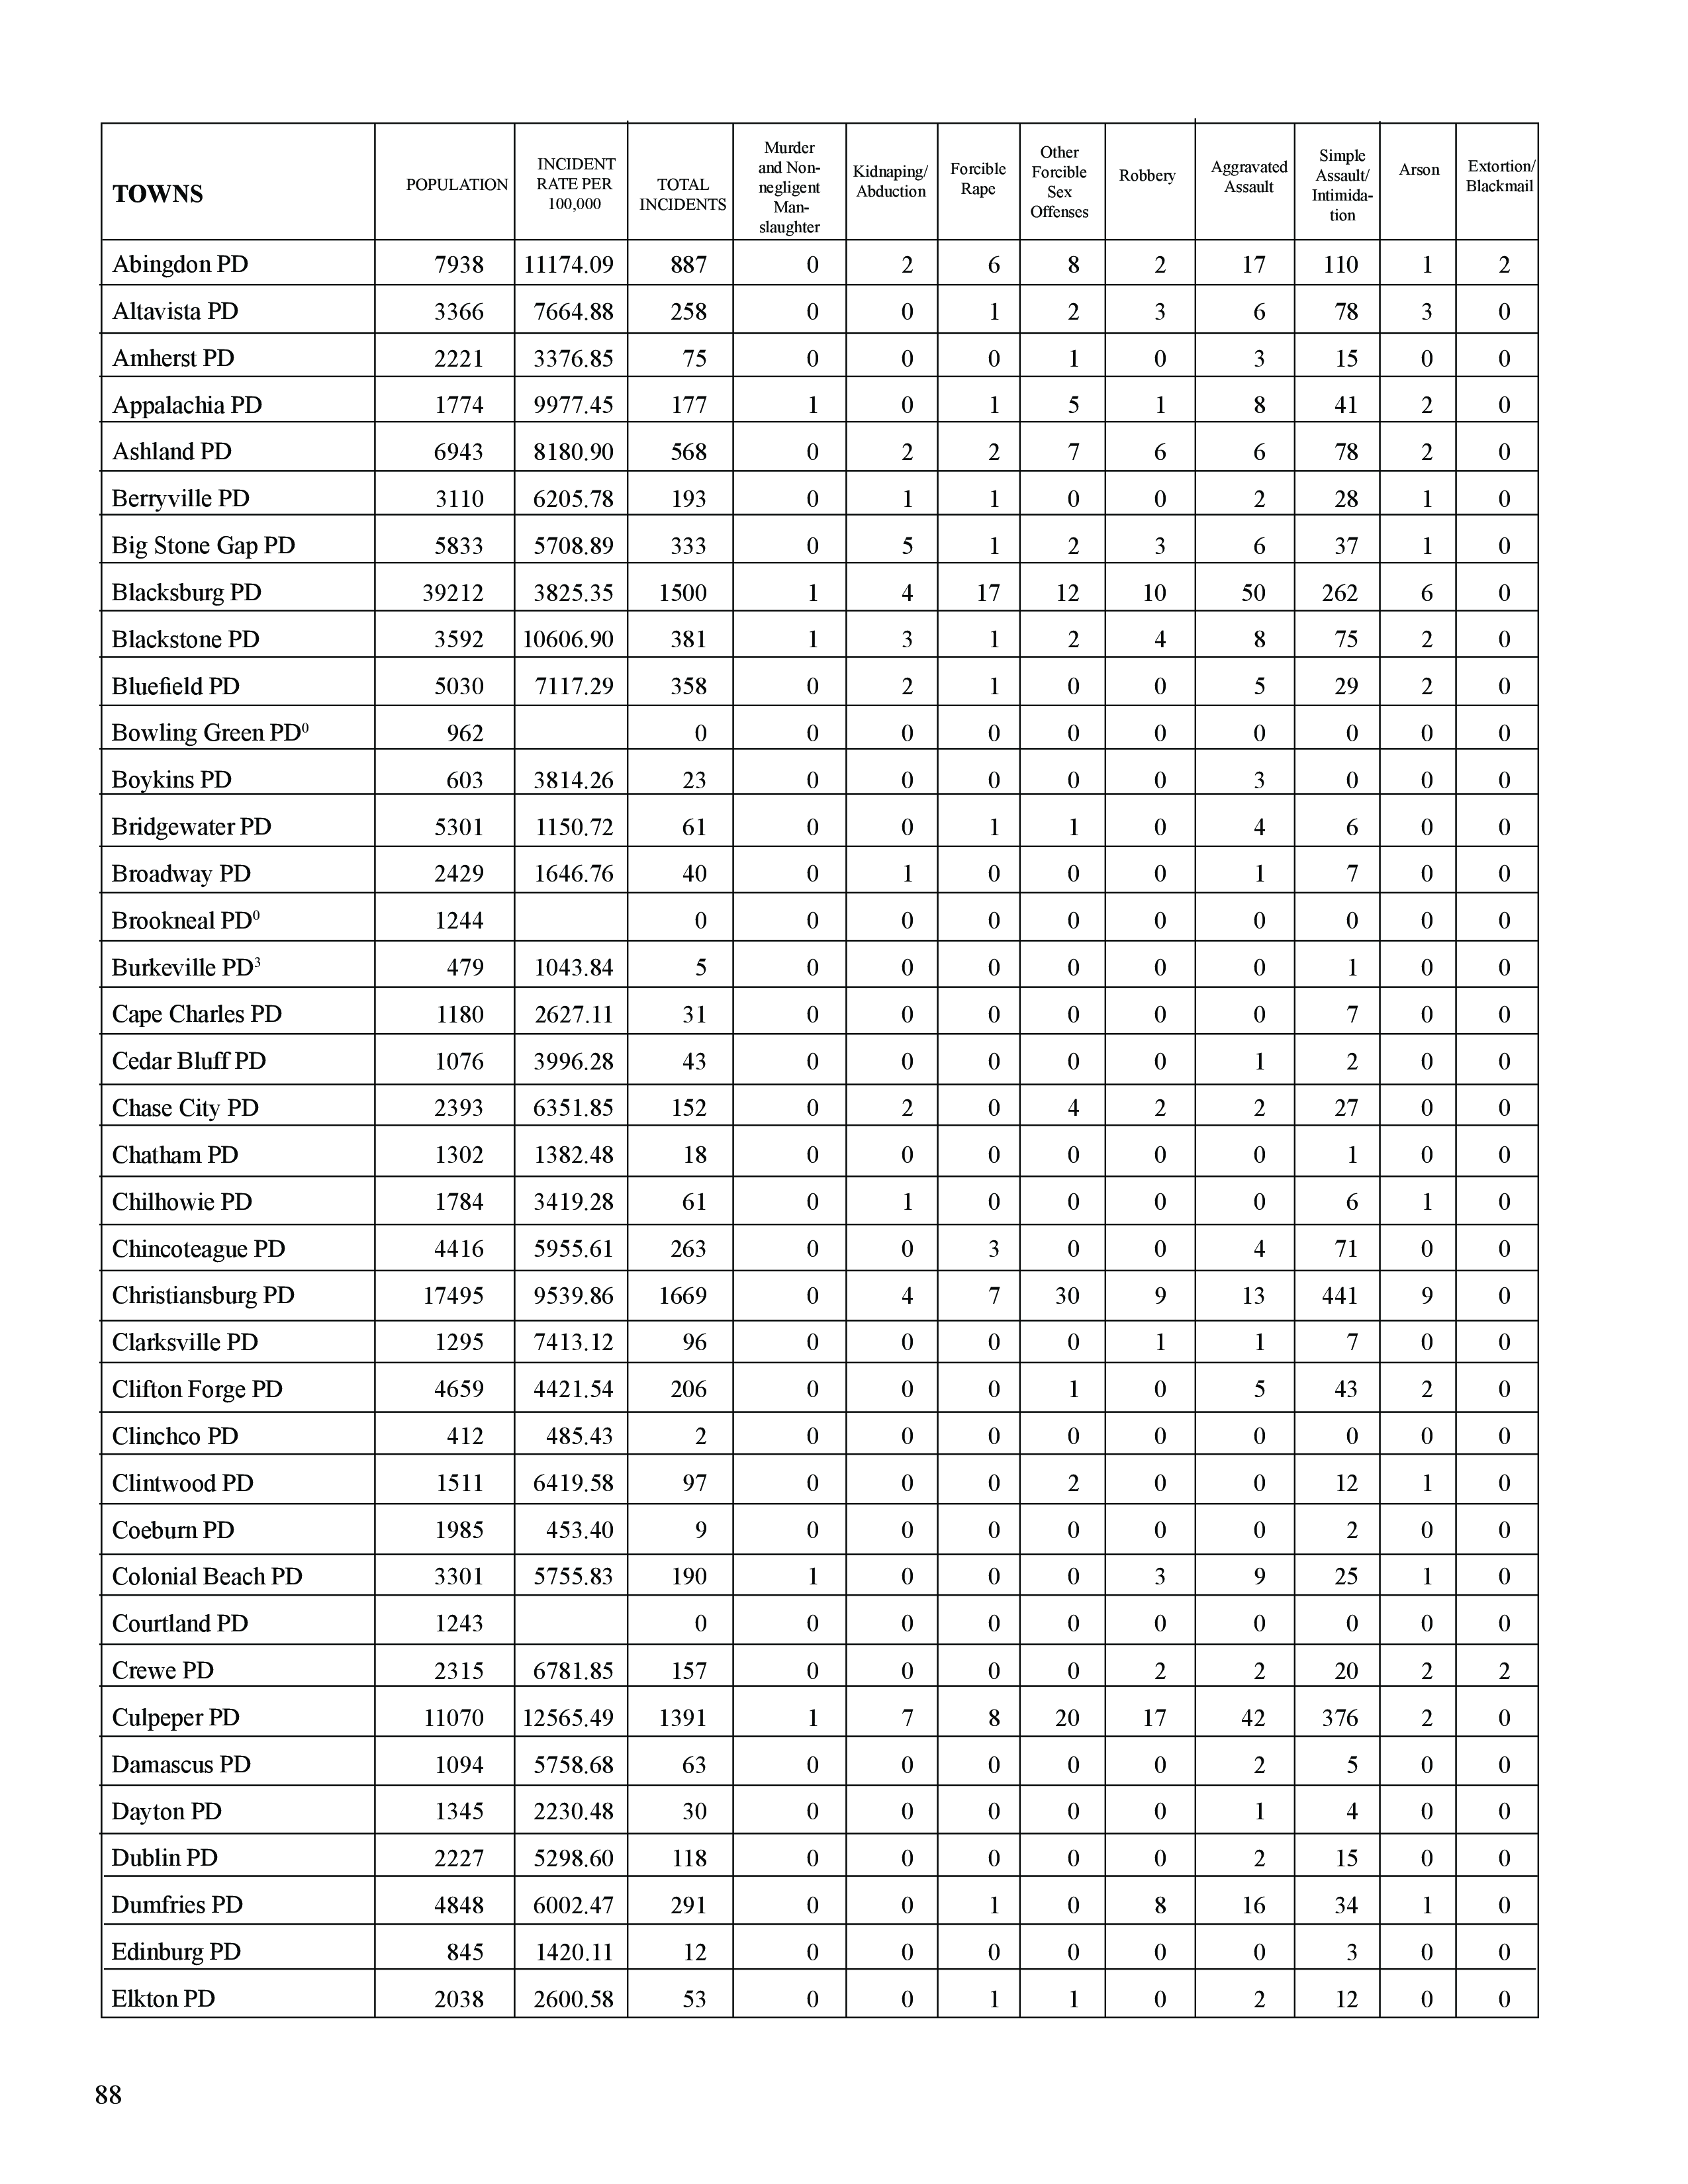 TOWNS POPULATION INCIDENT RATE PER 100,000 TOTAL INCIDENTS Murder and Non-negligent Man-slaughter Kidnaping/ Abduction Forcible Rape Other Forcible Sex Offenses Robbery Aggravated Assault Simple Assault/ Intimida-tion Arson Extortion/ Blackmail
Abingdon PD 7938 11174.09 887 0 2 6 8 2 17 110 1 2
Altavista PD 3366 7664.88 258 0 0 1 2 3 6 78 3 0
Amherst PD 2221 3376.85 75 0 0 0 1 0 3 15 0 0
Appalachia PD 1774 9977.45 177 1 0 1 5 1 8 41 2 0
Ashland PD 6943 8180.90 568 0 2 2 7 6 6 78 2 0
Berryville PD 3110 6205.78 193 0 1 1 0 0 2 28 1 0
Big Stone Gap PD 5833 5708.89 333 0 5 1 2 3 6 37 1 0
Blacksburg PD 39212 3825.35 1500 1 4 17 12 10 50 262 6 0
Blackstone PD 3592 10606.90 381 1 3 1 2 4 8 75 2 0
Bluefield PD 5030 7117.29 358 0 2 1 0 0 5 29 2 0
Bowling Green PD⁰ 962 0 0 0 0 0 0 0 0 0 0
Boykins PD 603 3814.26 23 0 0 0 0 0 3 0 0 0
Bridgewater PD 5301 1150.72 61 0 0 1 1 0 4 6 0 0
Broadway PD 2429 1646.76 40 0 1 0 0 0 1 7 0 0
Brookneal PD⁰ 1244 0 0 0 0 0 0 0 0 0 0
Burkeville PD³ 479 1043.84 5 0 0 0 0 0 0 1 0 0
Cape Charles PD 1180 2627.11 31 0 0 0 0 0 0 7 0 0
Cedar Bluff PD 1076 3996.28 43 0 0 0 0 0 1 2 0 0
Chase City PD 2393 6351.85 152 0 2 0 4 2 2 27 0 0
Chatham PD 1302 1382.48 18 0 0 0 0 0 0 1 0 0
Chilhowie PD 1784 3419.28 61 0 1 0 0 0 0 6 1 0
Chincoteague PD 4416 5955.61 263 0 0 3 0 0 4 71 0 0
Christiansburg PD 17495 9539.86 1669 0 4 7 30 9 13 441 9 0
Clarksville PD 1295 7413.12 96 0 0 0 0 1 1 7 0 0
Clifton Forge PD 4659 4421.54 206 0 0 0 1 0 5 43 2 0
Clinchco PD 412 485.43 2 0 0 0 0 0 0 0 0 0
Clintwood PD 1511 6419.58 97 0 0 0 2 0 0 12 1 0
Coeburn PD 1985 453.40 9 0 0 0 0 0 0 2 0 0
Colonial Beach PD 3301 5755.83 190 1 0 0 0 3 9 25 1 0
Courtland PD 1243 0 0 0 0 0 0 0 0 0 0
Crewe PD 2315 6781.85 157 0 0 0 0 2 2 20 2 2
Culpeper PD 11070 12565.49 1391 1 7 8 20 17 42 376 2 0
Damascus PD 1094 5758.68 63 0 0 0 0 0 2 5 0 0
Dayton PD 1345 2230.48 30 0 0 0 0 0 1 4 0 0
Dublin PD 2227 5298.60 118 0 0 0 0 0 2 15 0 0
Dumfries PD 4848 6002.47 291 0 0 1 0 8 16 34 1 0
Edinburg PD 845 1420.11 12 0 0 0 0 0 0 3 0 0
Elkton PD 2038 2600.58 53 0 0 1 1 0 2 12 0 0
88